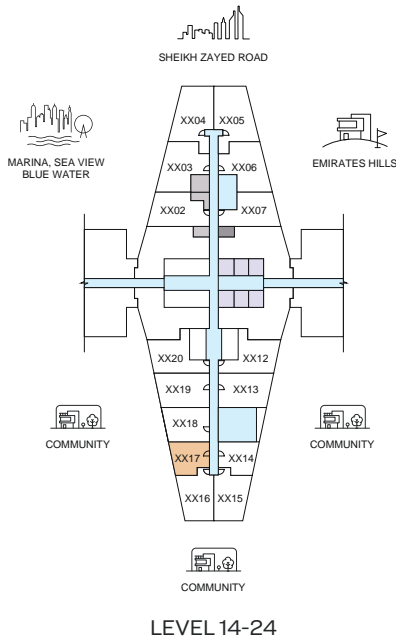 SHEIKH ZAYED ROAD
MARINA, SEA VIEW
BLUE WATER
EMIRATES HILLS
XX04
XX05
XX03
XX06
XX02
XX07
XX20
XX12
XX19
XX13
XX18
XX17
XX14
XX16
XX15
COMMUNITY
COMMUNITY
COMMUNITY
LEVEL 14-24